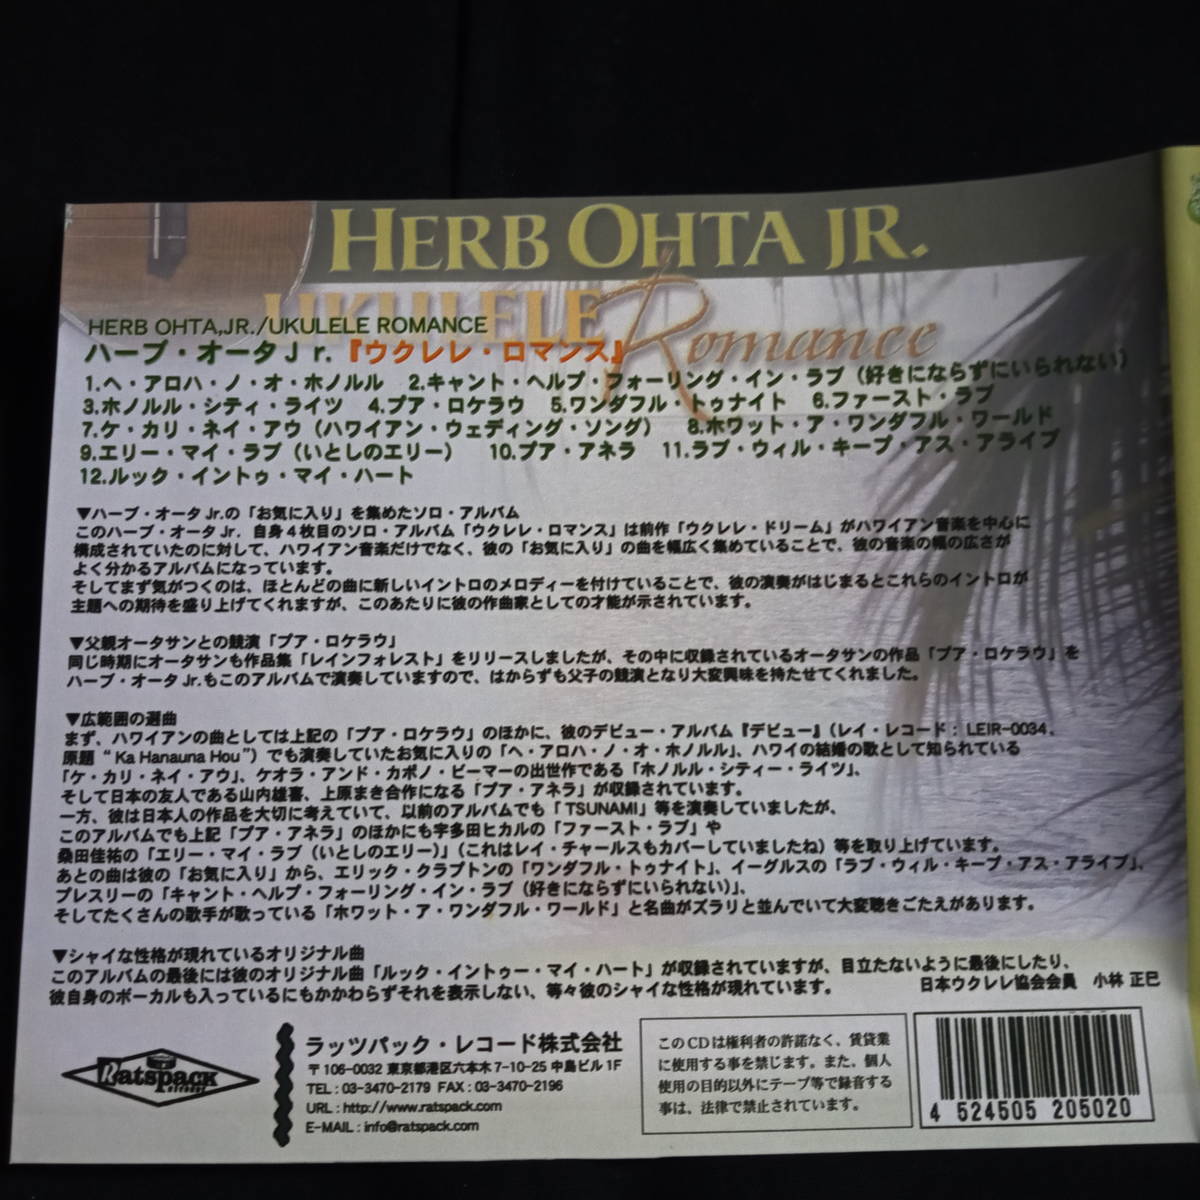 HERB OHTA JR.
UKULELE Romance
HERB OHTA,JR./UKULELE ROMANCE
ハーブ・オータJr.『ウクレレ・ロマンス』
1.ヘ・アロハ・ノ・オ・ホノルル 2.キャント・ヘルプ・フォーリング・イン・ラブ（好きにならずにいられない）
3.ホノルル・シティ・ライツ 4.プア・ロケラウ 5.ワンダフル・トゥナイト 6.ファースト・ラブ
7.ケ・カリ・ネイ・アウ（ハワイアン・ウェディング・ソング） 8.ホワット・ア・ワンダフル・ワールド
9.エリー・マイ・ラブ（いとしのエリー） 10.プア・アネラ 11.ラブ・ウィル・キープ・アス・アライブ
12.ルック・イントゥ・マイ・ハート
▼ハーブ・オータJr.の「お気に入り」を集めたソロ・アルバム
このハーブ・オータJr.自身4枚目のソロ・アルバム「ウクレレ・ロマンス」は前作「ウクレレ・ドリーム」がハワイアン音楽を中心に
構成されていたのに対して、ハワイアン音楽だけでなく、彼の「お気に入り」の曲を幅広く集めていることで、彼の音楽の幅の広さが
よく分かるアルバムになっています。
そしてまず気がつくのは、ほとんどの曲に新しいイントロのメロディーを付けていることで、彼の演奏がはじまるとこれらのイントロが
主題への期待を盛り上げてくれますが、このあたりに彼の作曲家としての才能が示されています。
▼父親オータサンとの競演「プア・ロケラウ」
同じ時期にオータサンも作品集「レインフォレスト」をリリースしましたが、その中に収録されているオータサンの作品「プア・ロケラウ」を
ハーブ・オータJr.もこのアルバムで演奏していますので、はからずも父子の競演となり大変興味を持たせてくれました。
▼広範囲の選曲
まず、ハワイアンの曲としては上記の「プア・ロケラウ」のほかに、彼のデビュー・アルバム『デビュー』（レイ・レコード：LEIR-0034、
原題“Ka Hanauna Hou”）でも演奏していたお気に入りの「ヘ・アロハ・ノ・オ・ホノルル」、ハワイの結婚の歌として知られている
「ケ・カリ・ネイ・アウ」、ケオラ・アンド・カポノ・ビーマーの出世作である「ホノルル・シティー・ライツ」、
そして日本の友人である山内雄喜、上原まき合作になる「プア・アネラ」が収録されています。
一方、彼は日本人の作品を大切に考えていて、以前のアルバムでも「TSUNAMI」等を演奏していましたが、
このアルバムでも上記「プア・アネラ」のほかにも宇多田ヒカルの「ファースト・ラブ」や
桑田佳祐の「エリー・マイ・ラブ（いとしのエリー）」（これはレイ・チャールスもカバーしていましたね）等を取り上げています。
あとの曲は彼の「お気に入り」から、エリック・クラプトンの「ワンダフル・トゥナイト」、イーグルスの「ラブ・ウィル・キープ・アス・アライブ」、
プレスリーの「キャント・ヘルプ・フォーリング・イン・ラブ（好きにならずにいられない）」、
そしてたくさんの歌手が歌っている「ホワット・ア・ワンダフル・ワールド」と名曲がズラリと並んでいて大変聴きごたえがあります。
▼シャイな性格が現れているオリジナル曲
このアルバムの最後には彼のオリジナル曲「ルック・イントゥー・マイ・ハート」が収録されていますが、目立たないように最後にしたり、
彼自身のボーカルも入っているにもかかわらずそれを表示しない、等々彼のシャイな性格が現れています。
日本ウクレレ協会会員 小林 正巳
Ratspack Records
ラッツパック・レコード株式会社
〒106-0032 東京都港区六本木7-10-25 中島ビル1F
TEL：03-3470-2179 FAX：03-3470-2196
URL：http://www.ratspack.com
E-MAIL：info@ratspack.com
このCDは権利者の許諾なく、賃貸業
に使用する事を禁じます。また、個人
使用の目的以外にテープ等で録音する
事は、法律で禁止されています。
4 524505 205020